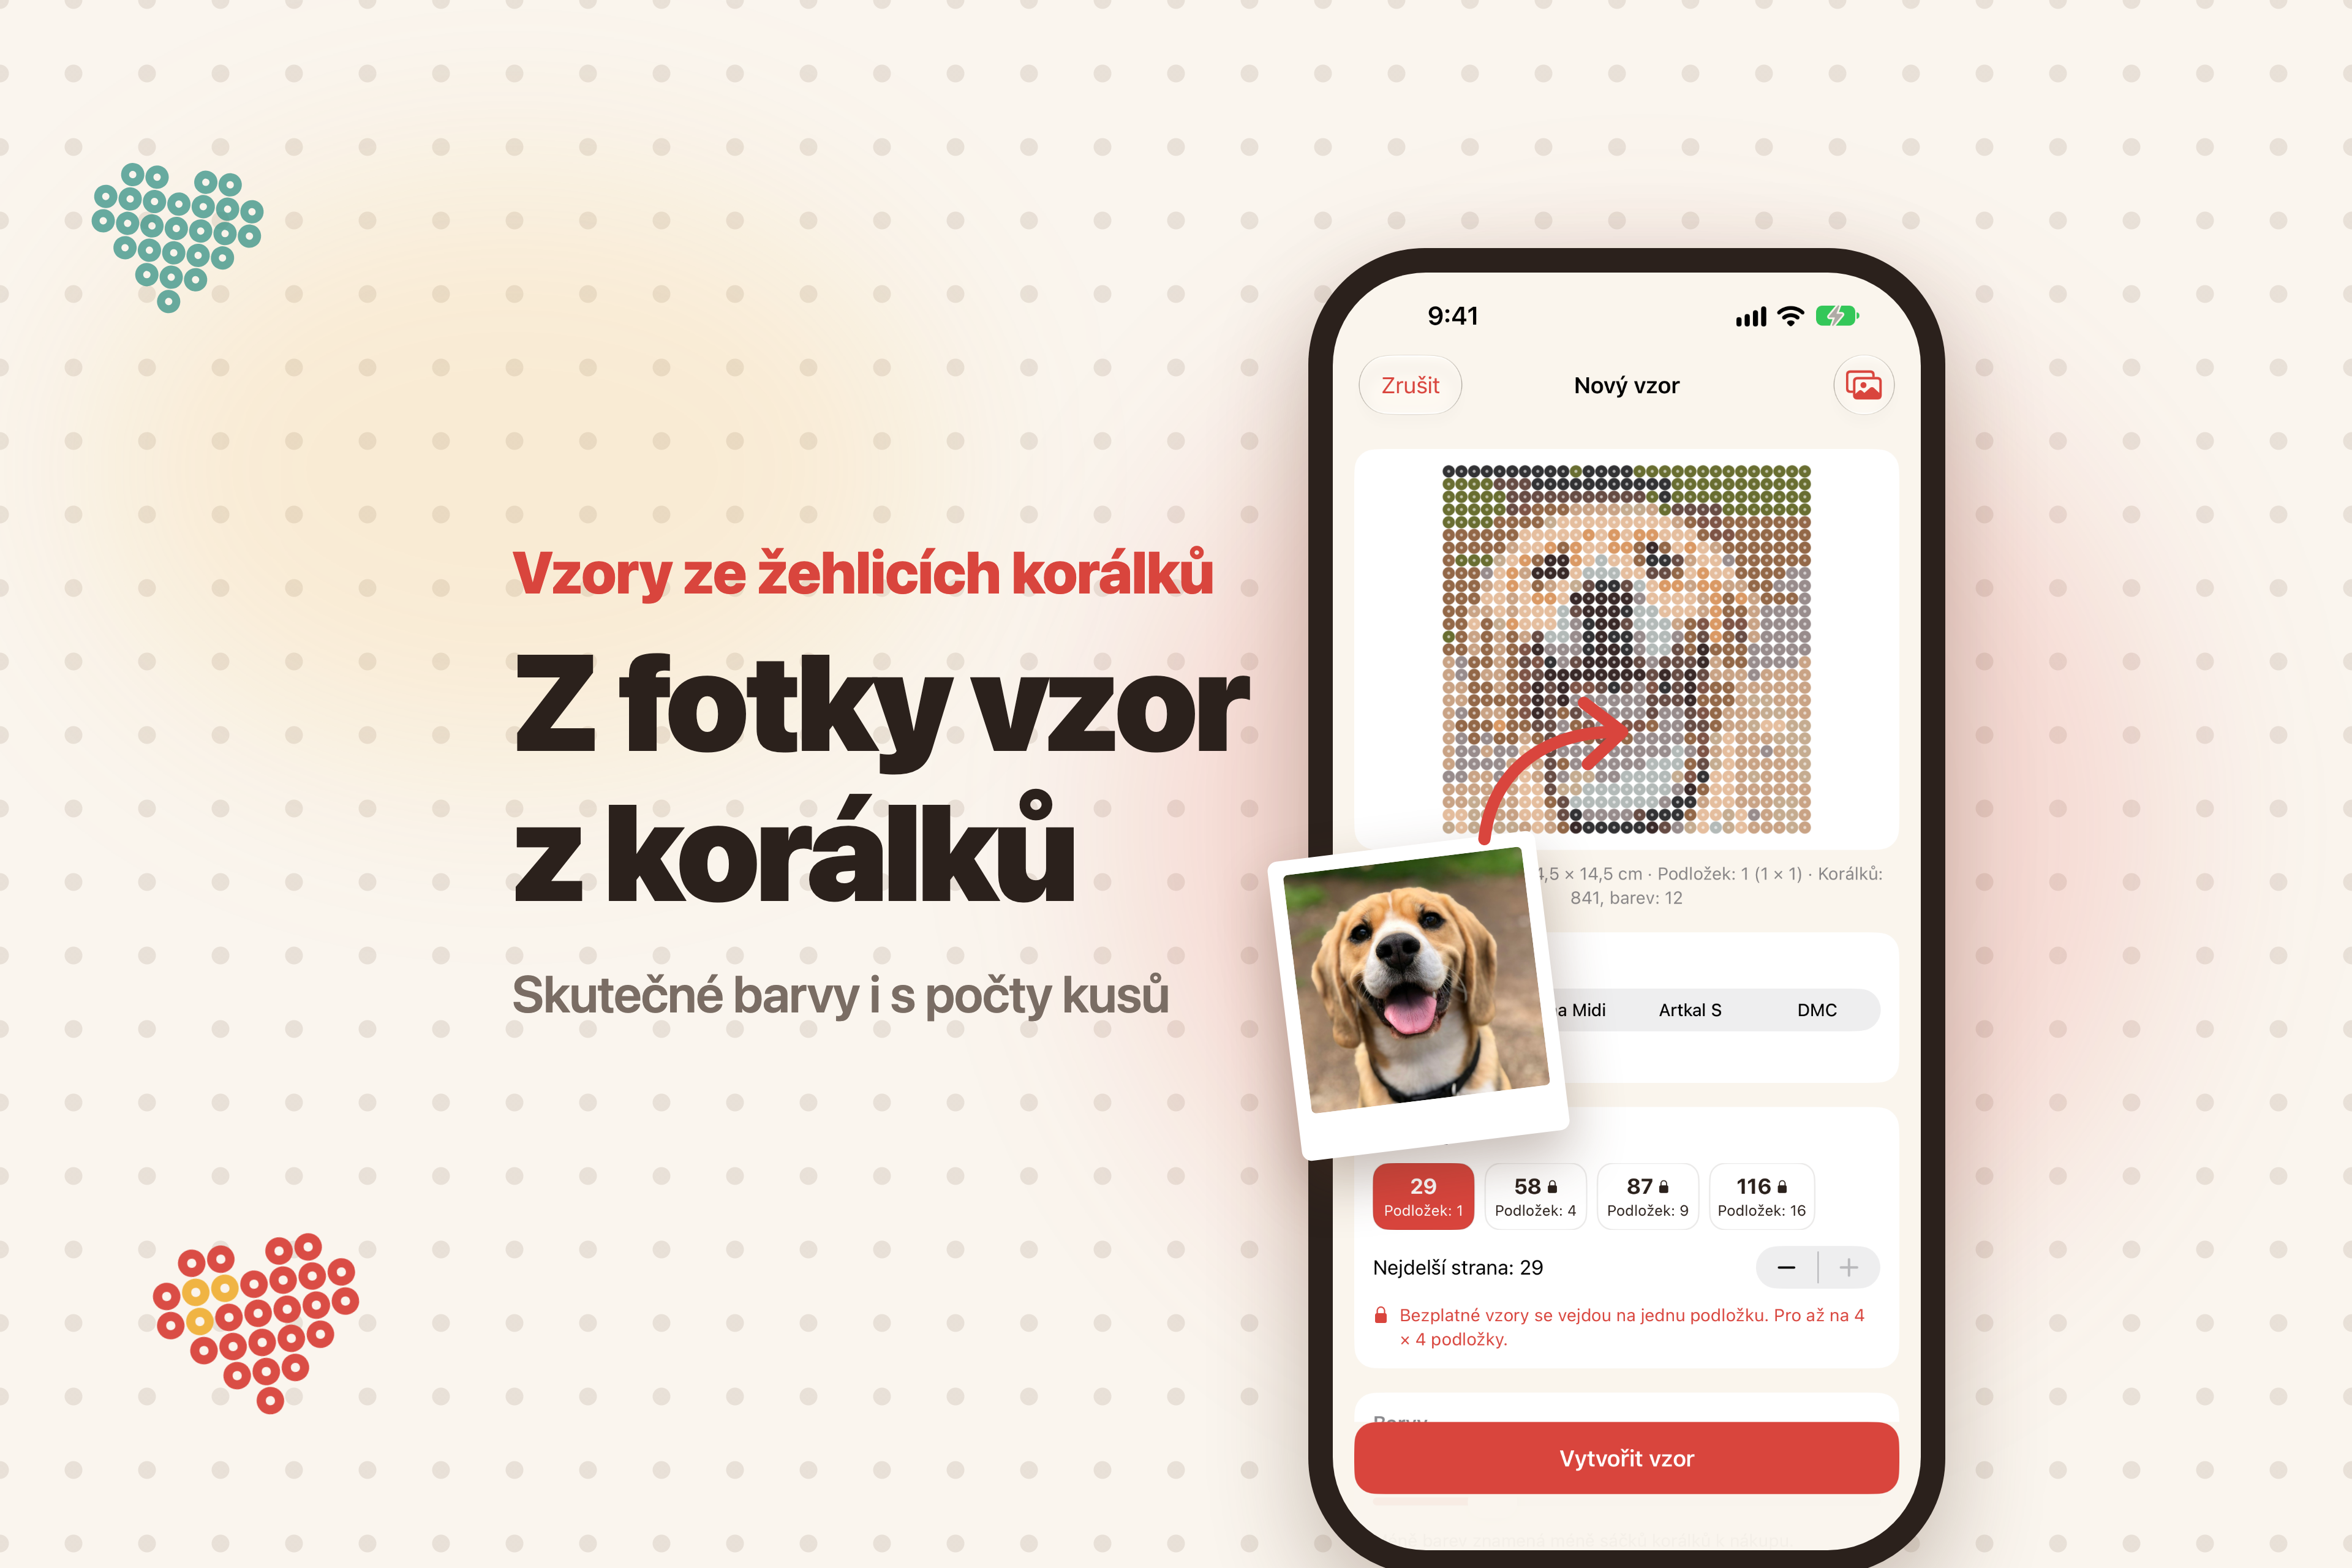 Vzory ze žehlicích korálků
Z fotky vzor
z korálků
Skutečné barvy i s počty kusů
9:41
Zrušit
Nový vzor
4,5 × 14,5 cm · Podložek: 1 (1 × 1) · Korálků:
841, barev: 12
Midi
Artkal S
DMC
29
Podložek: 1
58
Podložek: 4
87
Podložek: 9
116
Podložek: 16
Nejdelší strana: 29
Bezplatné vzory se vejdou na jednu podložku. Pro až na 4
× 4 podložky.
Vytvořit vzor